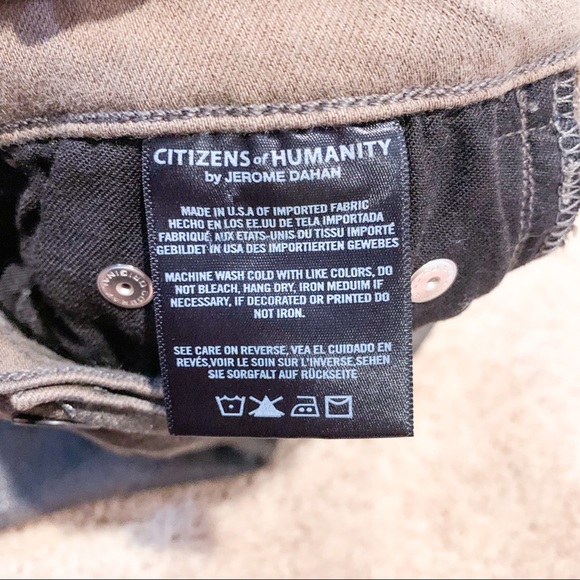 CITIZENS of HUMANITY
by JEROME DAHAN
MADE IN U.S.A OF IMPORTED FABRIC
HECHO EN LOS EE.UU DE TELA IMPORTADA
FABRIQUÉ AUX ETATS-UNIS DU TISSU IMPORTÉ
GEBILDET IN USA DES IMPORTIERTEN GEWEBES
MACHINE WASH COLD WITH LIKE COLORS, DO
NOT BLEACH, HANG DRY, IRON MEDUIM IF
NECESSARY, IF DECORATED OR PRINTED DO
NOT IRON.
SEE CARE ON REVERSE, VEA EL CUIDADO EN
REVÉS,VOIR LE SOIN SUR L'INVERSE,SEHEN
SIE SORGFALT AUF RÜCKSEITE